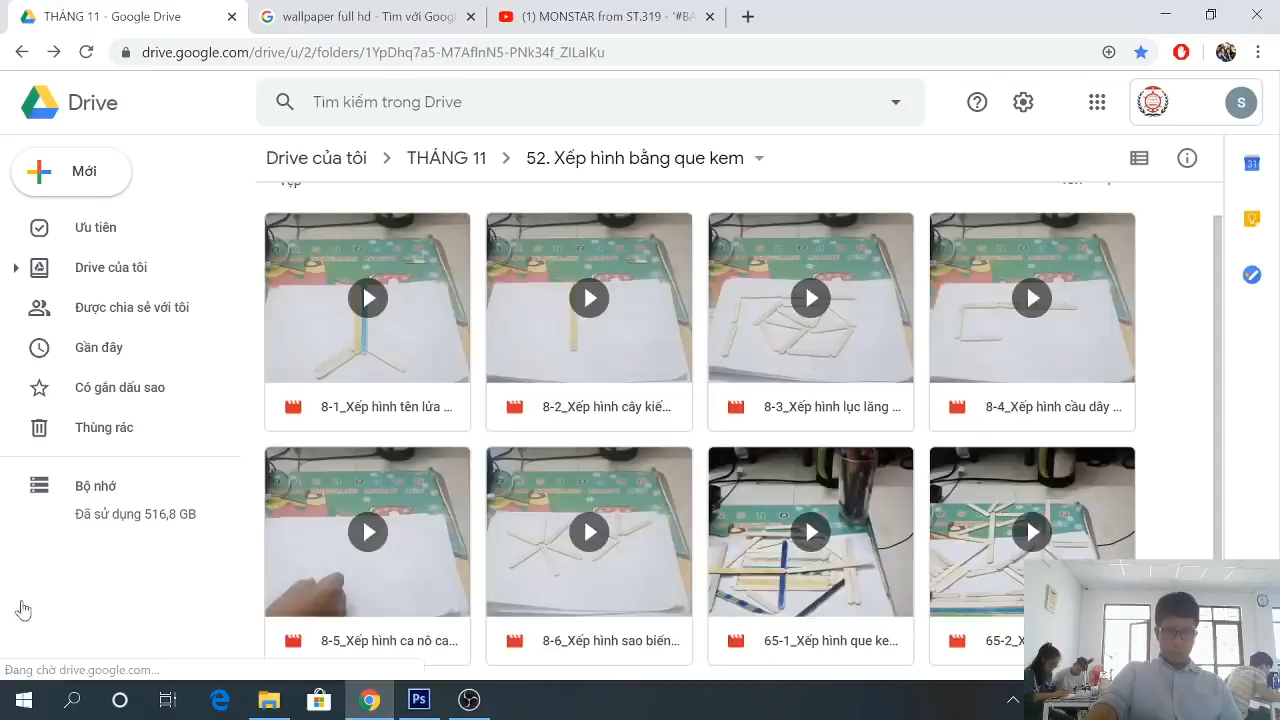 THÁNG 11 - Google Drive
wallpaper full hd - Tìm với Goog
(1) MONSTAR from ST.319 - '#BA
drive.google.com/drive/u/2/folders/1YpDhq7a5-M7AflnN5-PNk34f_ZILalKu
Drive
Tìm kiếm trong Drive
S
Mới
Drive của tôi
THÁNG 11
52. Xếp hình bằng que kem
31
Ưu tiên
Drive của tôi
Được chia sẻ với tôi
Gần đây
Có gắn dấu sao
Thùng rác
Bộ nhớ
Đã sử dụng 516,8 GB
8-1_Xếp hình tên lửa ...
8-2_Xếp hình cây kiế...
8-3_Xếp hình lục lăng ...
8-4_Xếp hình cầu dây ...
8-5_Xếp hình ca nô ca...
8-6_Xếp hình sao biển...
65-1_Xếp hình que ke...
65-2_X
Đang chờ drive.google.com...
Ps